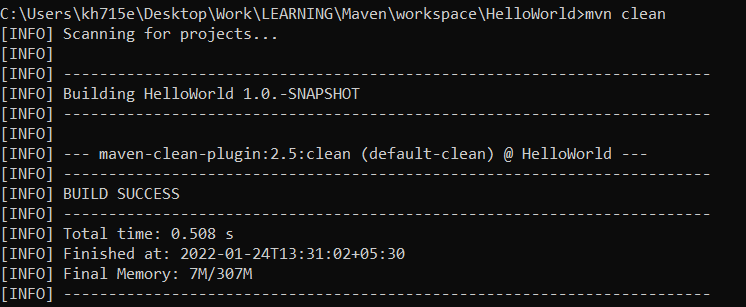 C:\Users\kh715e\Desktop\Work\LEARNING\Maven\workspace\HelloWorld>mvn clean
[INFO] Scanning for projects...
[INFO]
[INFO] ------------------------------------------------------------------------
[INFO] Building HelloWorld 1.0.-SNAPSHOT
[INFO] ------------------------------------------------------------------------
[INFO]
[INFO] --- maven-clean-plugin:2.5:clean (default-clean) @ HelloWorld ---
[INFO] ------------------------------------------------------------------------
[INFO] BUILD SUCCESS
[INFO] ------------------------------------------------------------------------
[INFO] Total time: 0.508 s
[INFO] Finished at: 2022-01-24T13:31:02+05:30
[INFO] Final Memory: 7M/307M
[INFO] ------------------------------------------------------------------------